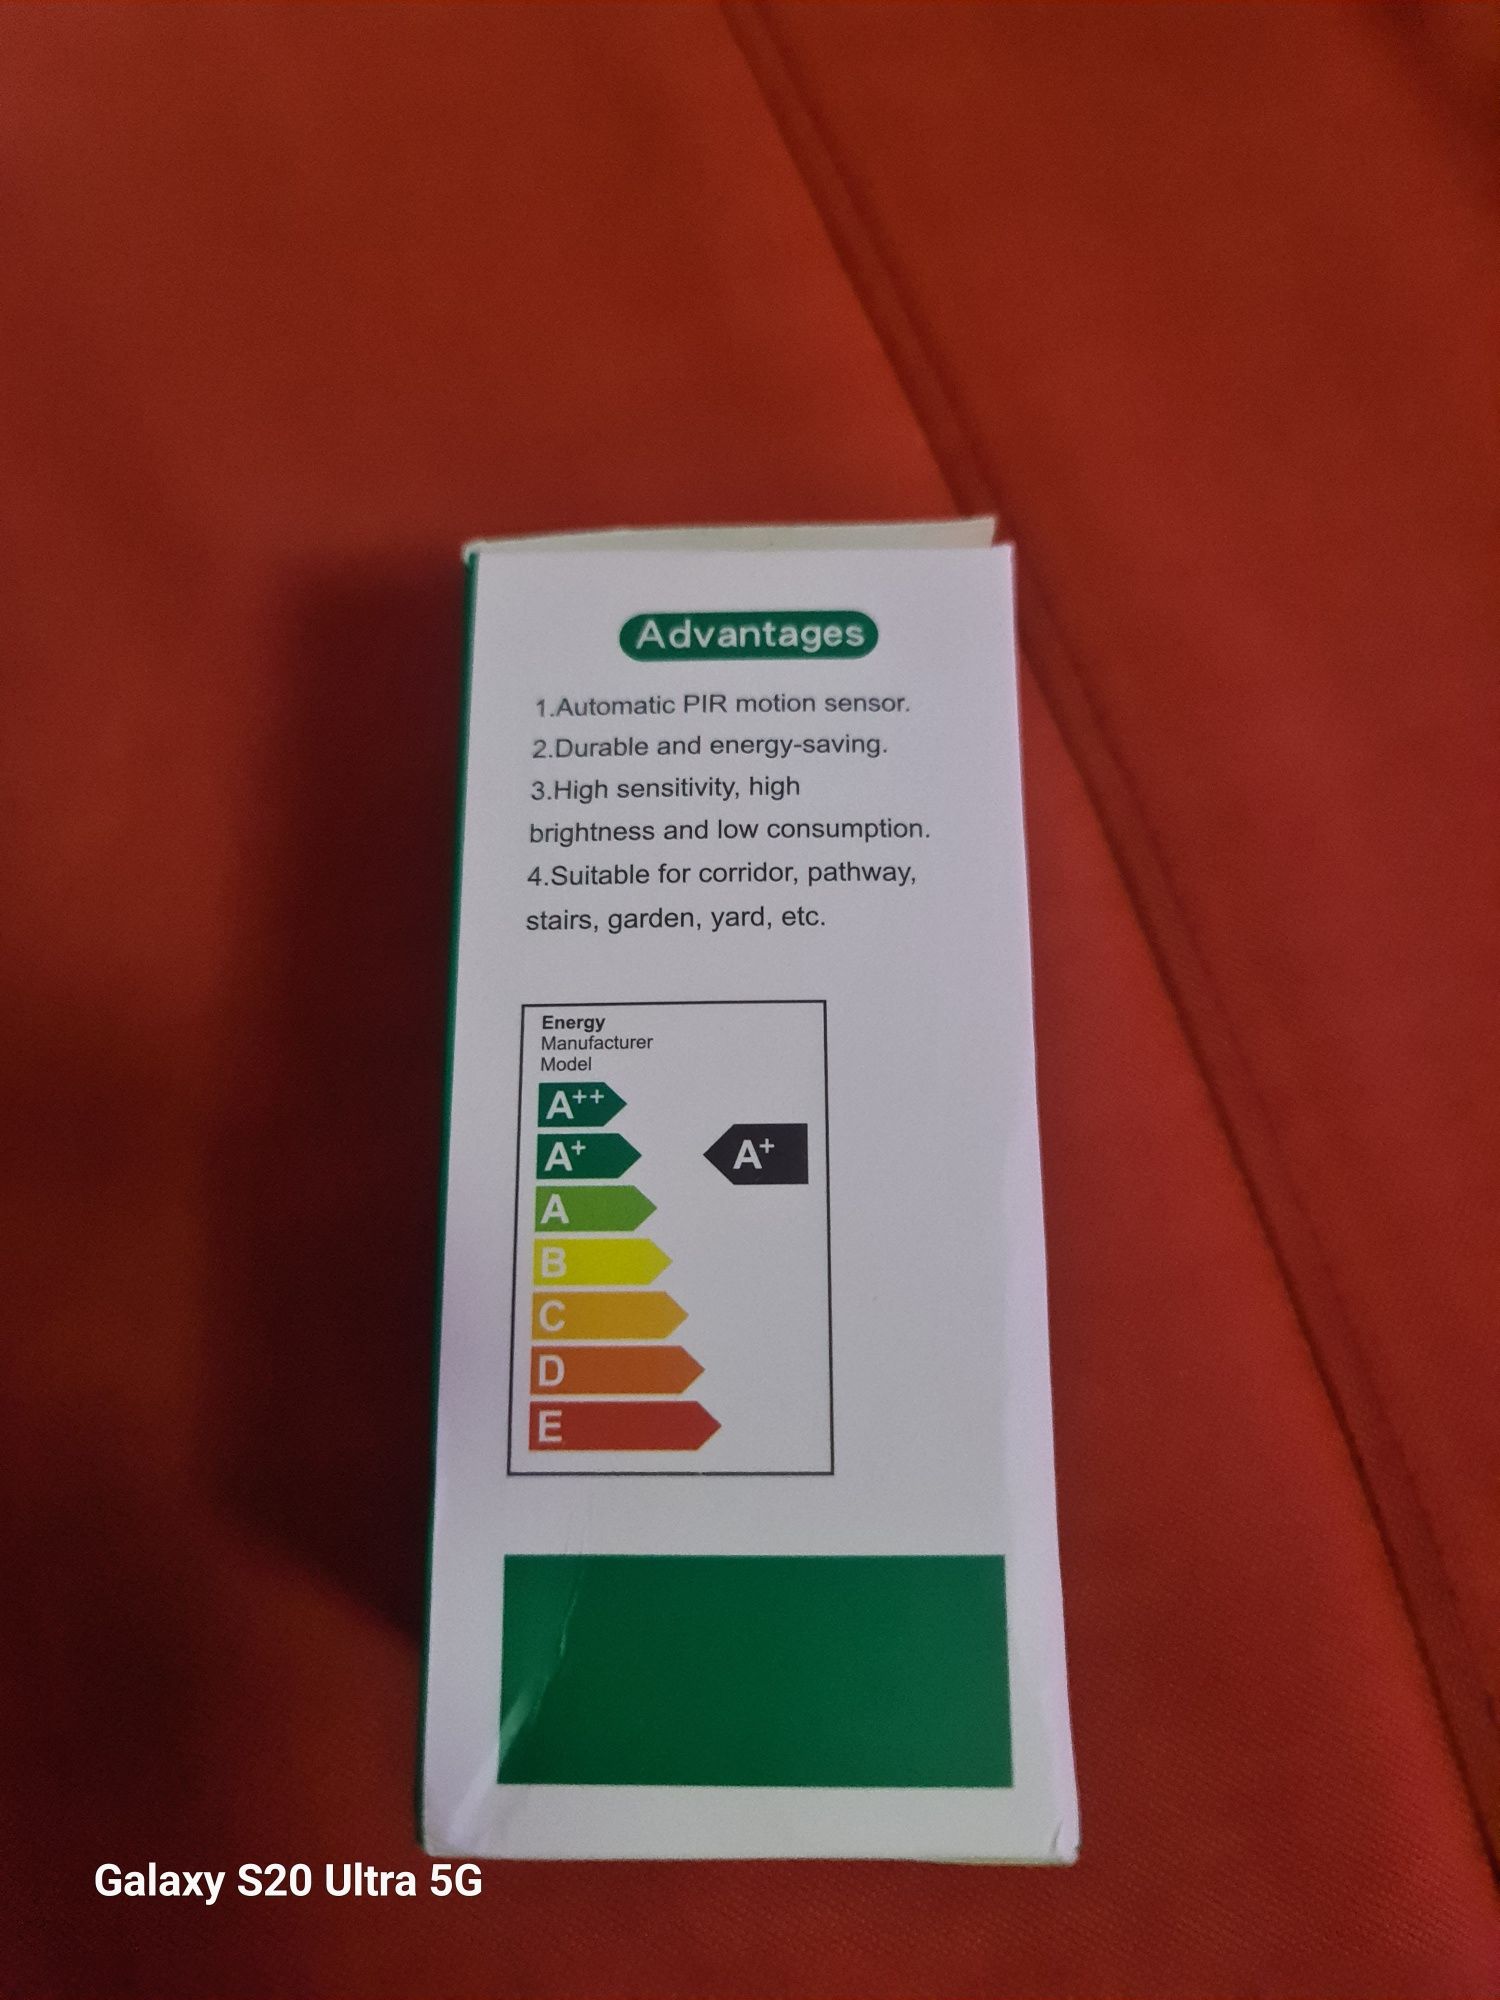 Advantages
1.Automatic PIR motion sensor.
2.Durable and energy-saving.
3.High sensitivity, high
brightness and low consumption.
4.Suitable for corridor, pathway,
stairs, garden, yard, etc.
Energy
Manufacturer
Model
A++
A+
A+
A
B
C
D
E
Galaxy S20 Ultra 5G